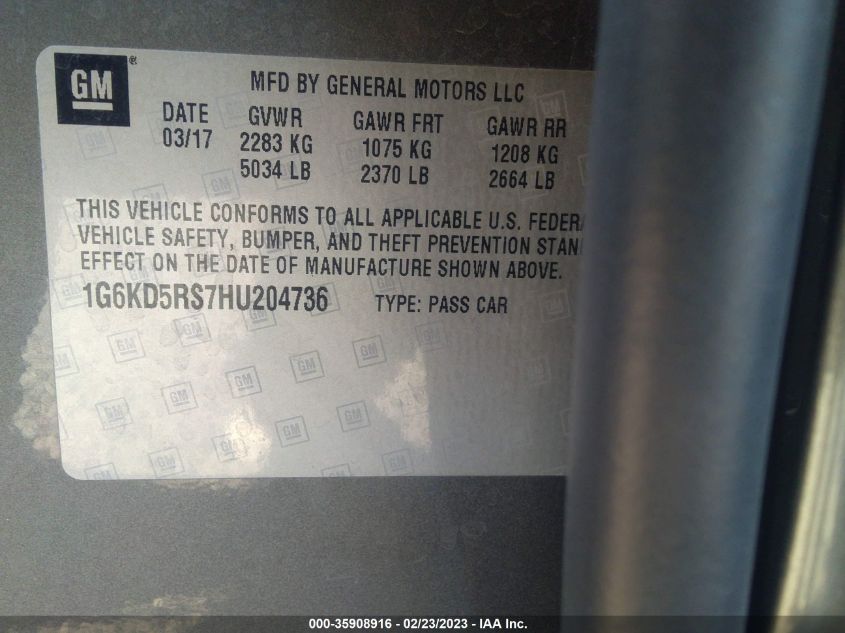 GM ®
MFD BY GENERAL MOTORS LLC
DATE GVWR GAWR FRT GAWR RR
03/17 2283 KG 1075 KG 1208 KG
5034 LB 2370 LB 2664 LB
THIS VEHICLE CONFORMS TO ALL APPLICABLE U.S. FEDERA
VEHICLE SAFETY, BUMPER, AND THEFT PREVENTION STAN
EFFECT ON THE DATE OF MANUFACTURE SHOWN ABOVE.
1G6KD5RS7HU204736 TYPE: PASS CAR
000-35908916 - 02/23/2023 - IAA Inc.